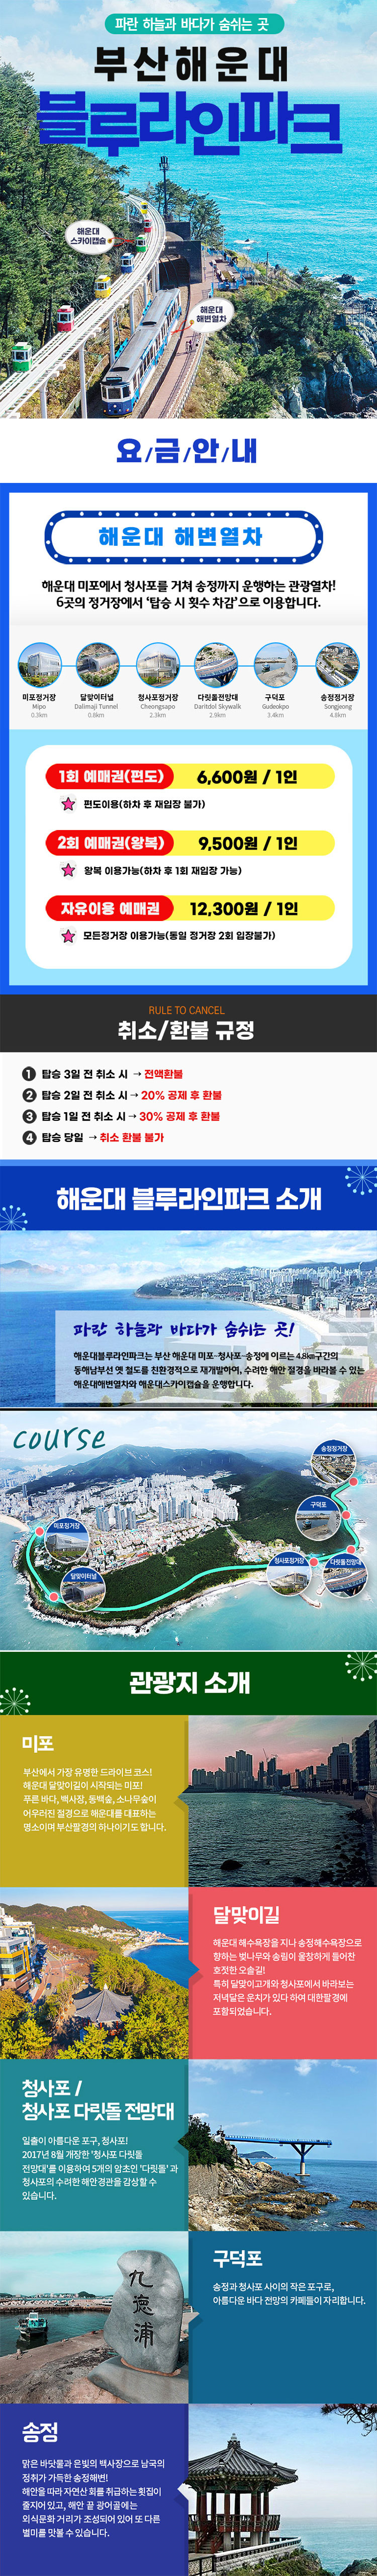 파란 하늘과 바다가 숨쉬는 곳
부산해운대
블루라인파크
해운대
스카이캡슐
해운대
해변열차
요/금/안/내
해운대 해변열차
해운대 미포에서 청사포를 거쳐 송정까지 운행하는 관광열차!
6곳의 정거장에서 '탑승 시 횟수 차감'으로 이용합니다.
미포정거장 달맞이터널 청사포정거장 다릿돌전망대 구덕포 송정정거장
Mipo Dalimaji Tunnel Cheongsapo Daritdol Skywalk Gudeokpo Songjeong
0.3km 0.8km 2.3km 2.9km 3.4km 4.8km
1회 예매권(편도) 6,600원 / 1인
편도이용(하차 후 재입장 불가)
2회 예매권(왕복) 9,500원 / 1인
왕복 이용가능(하차 후 1회 재입장 가능)
자유이용 예매권 12,300원 / 1인
모든정거장 이용가능(동일 정거장 2회 입장불가)
RULE TO CANCEL
취소/환불 규정
1 탑승 3일 전 취소 시 → 전액환불
2 탑승 2일 전 취소 시 → 20% 공제 후 환불
3 탑승 1일 전 취소 시 → 30% 공제 후 환불
4 탑승 당일 → 취소 환불 불가
해운대 블루라인파크 소개
파란 하늘과 바다가 숨쉬는 곳!
해운대블루라인파크는 부산 해운대 미포~청사포~송정에 이르는 4.8km구간의
동해남부선 옛 철도를 친환경적으로 재개발하여, 수려한 해안 절경을 바라볼 수 있는
해운대해변열차와 해운대스카이캡슐을 운행합니다.
course
송정정거장
구덕포
미포정거장
청사포정거장
다릿돌전망대
달맞이터널
관광지 소개
미포
부산에서 가장 유명한 드라이브 코스!
해운대 달맞이길이 시작되는 미포!
푸른 바다, 백사장, 동백숲, 소나무숲이
어우러진 절경으로 해운대를 대표하는
명소이며 부산팔경의 하나이기도 합니다.
달맞이길
해운대 해수욕장을 지나 송정해수욕장으로
향하는 벚나무와 송림이 울창하게 들어찬
호젓한 오솔길!
특히 달맞이고개와 청사포에서 바라보는
저녁달은 운치가 있다 하여 대한팔경에
포함되었습니다.
청사포 /
청사포 다릿돌 전망대
일출이 아름다운 포구, 청사포!
2017년 8월 개장한 '청사포 다릿돌
전망대'를 이용하여 5개의 암초인 '다릿돌' 과
청사포의 수려한 해안경관을 감상할 수
있습니다.
九
德
浦
구덕포
송정과 청사포 사이의 작은 포구로,
아름다운 바다 전망의 카페들이 자리합니다.
송정
맑은 바닷물과 은빛의 백사장으로 남국의
정취가 가득한 송정해변!
해안을 따라 자연산 회를 취급하는 횟집이
줄지어 있고, 해안 끝 광어골에는
외식문화 거리가 조성되어 있어 또 다른
별미를 맛볼 수 있습니다.